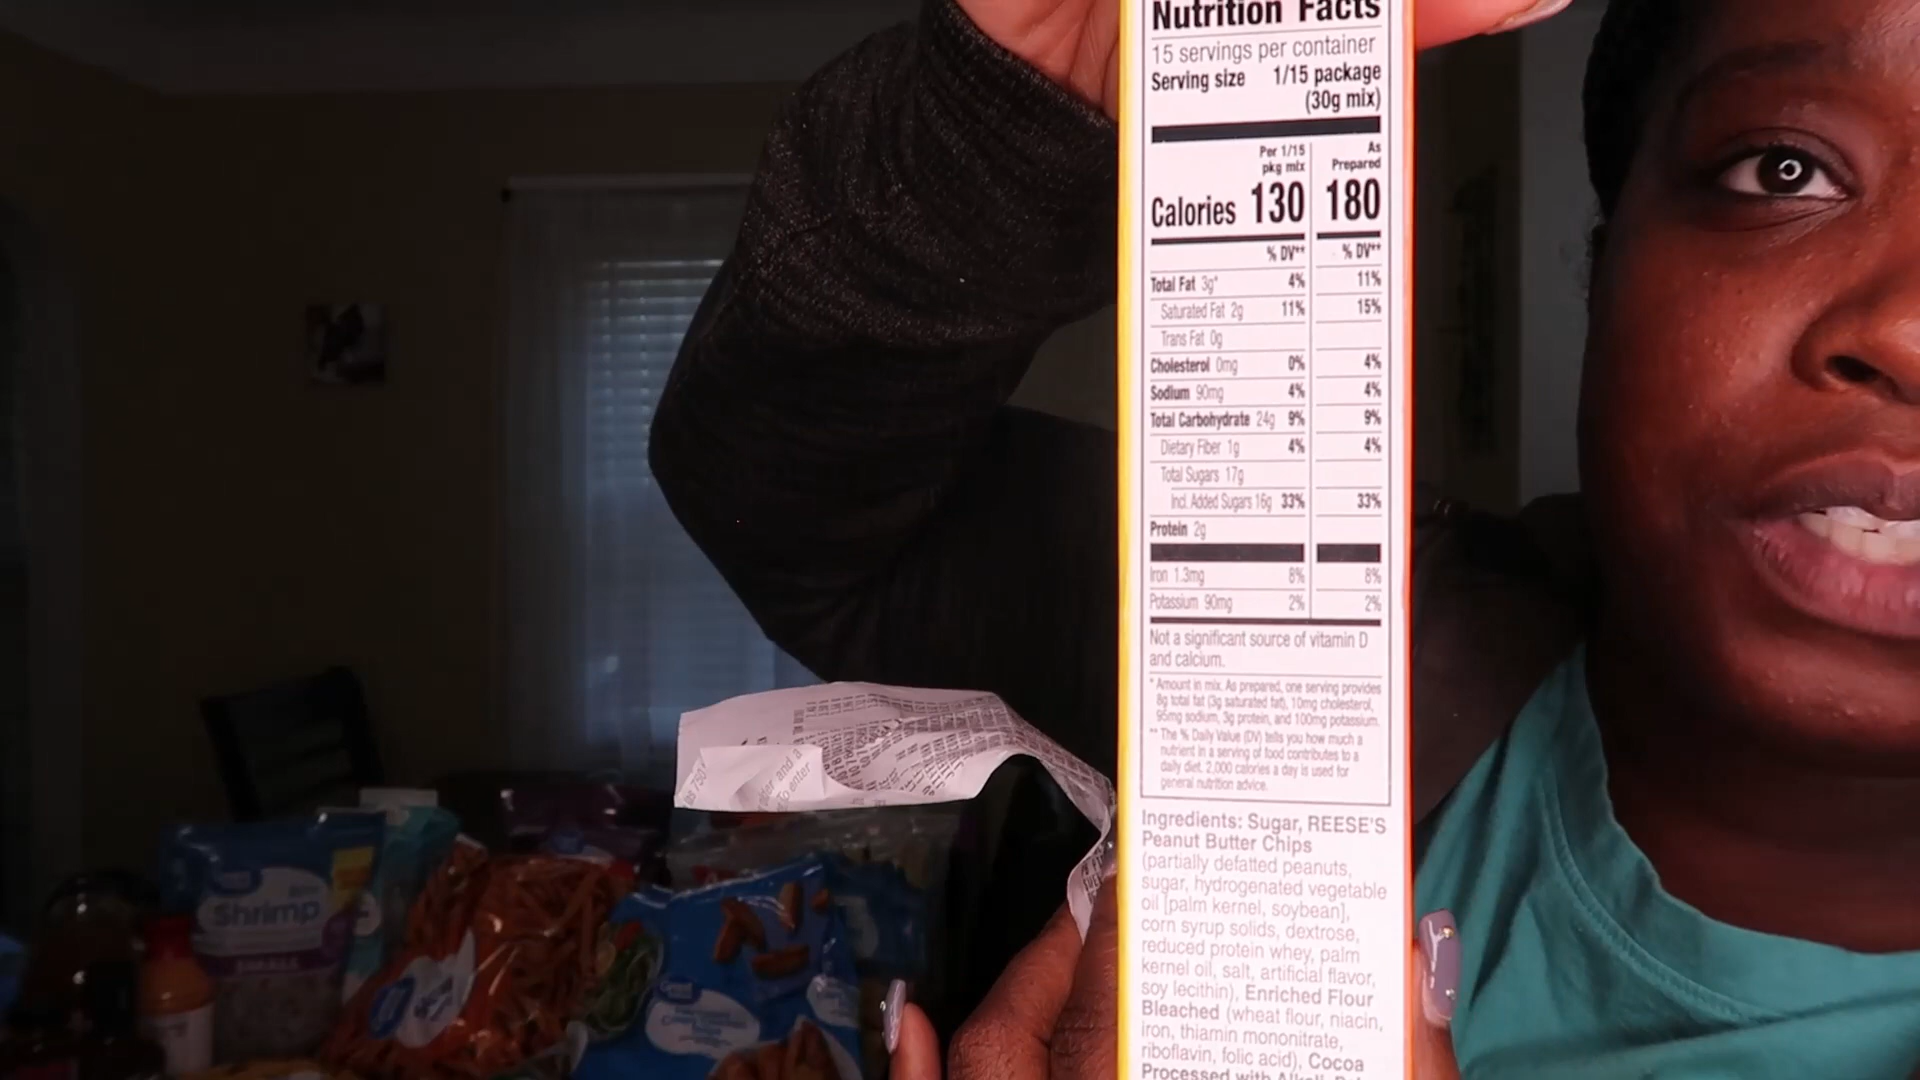 Nutrition Facts
15 servings per container
Serving size 1/15 package
(30g mix)
Per 1/15 pkg mix
As Prepared
Calories 130 180
% DV** % DV**
Total Fat 3g* 4% 11%
Saturated Fat 2g 11% 15%
Trans Fat 0g
Cholesterol 0mg 0% 4%
Sodium 90mg 4% 4%
Total Carbohydrate 24g 9% 9%
Dietary Fiber 1g 4% 4%
Total Sugars 17g
Incl. Added Sugars 16g 33% 33%
Protein 2g
Iron 1.3mg 8% 8%
Potassium 90mg 2% 2%
Not a significant source of vitamin D
and calcium.
* Amount in mix. As prepared, one serving provides
8g total fat (3g saturated fat), 10mg cholesterol,
95mg sodium, 3g protein, and 100mg potassium.
** The % Daily Value (DV) tells you how much a
nutrient in a serving of food contributes to a
daily diet. 2,000 calories a day is used for
general nutrition advice.
Ingredients: Sugar, REESE'S
Peanut Butter Chips
(partially defatted peanuts,
sugar, hydrogenated vegetable
oil [palm kernel, soybean],
corn syrup solids, dextrose,
reduced protein whey, palm
kernel oil, salt, artificial flavor,
soy lecithin), Enriched Flour
Bleached (wheat flour, niacin,
iron, thiamin mononitrate,
riboflavin, folic acid), Cocoa
Processed with
and a
To enter
Shrimp
Great